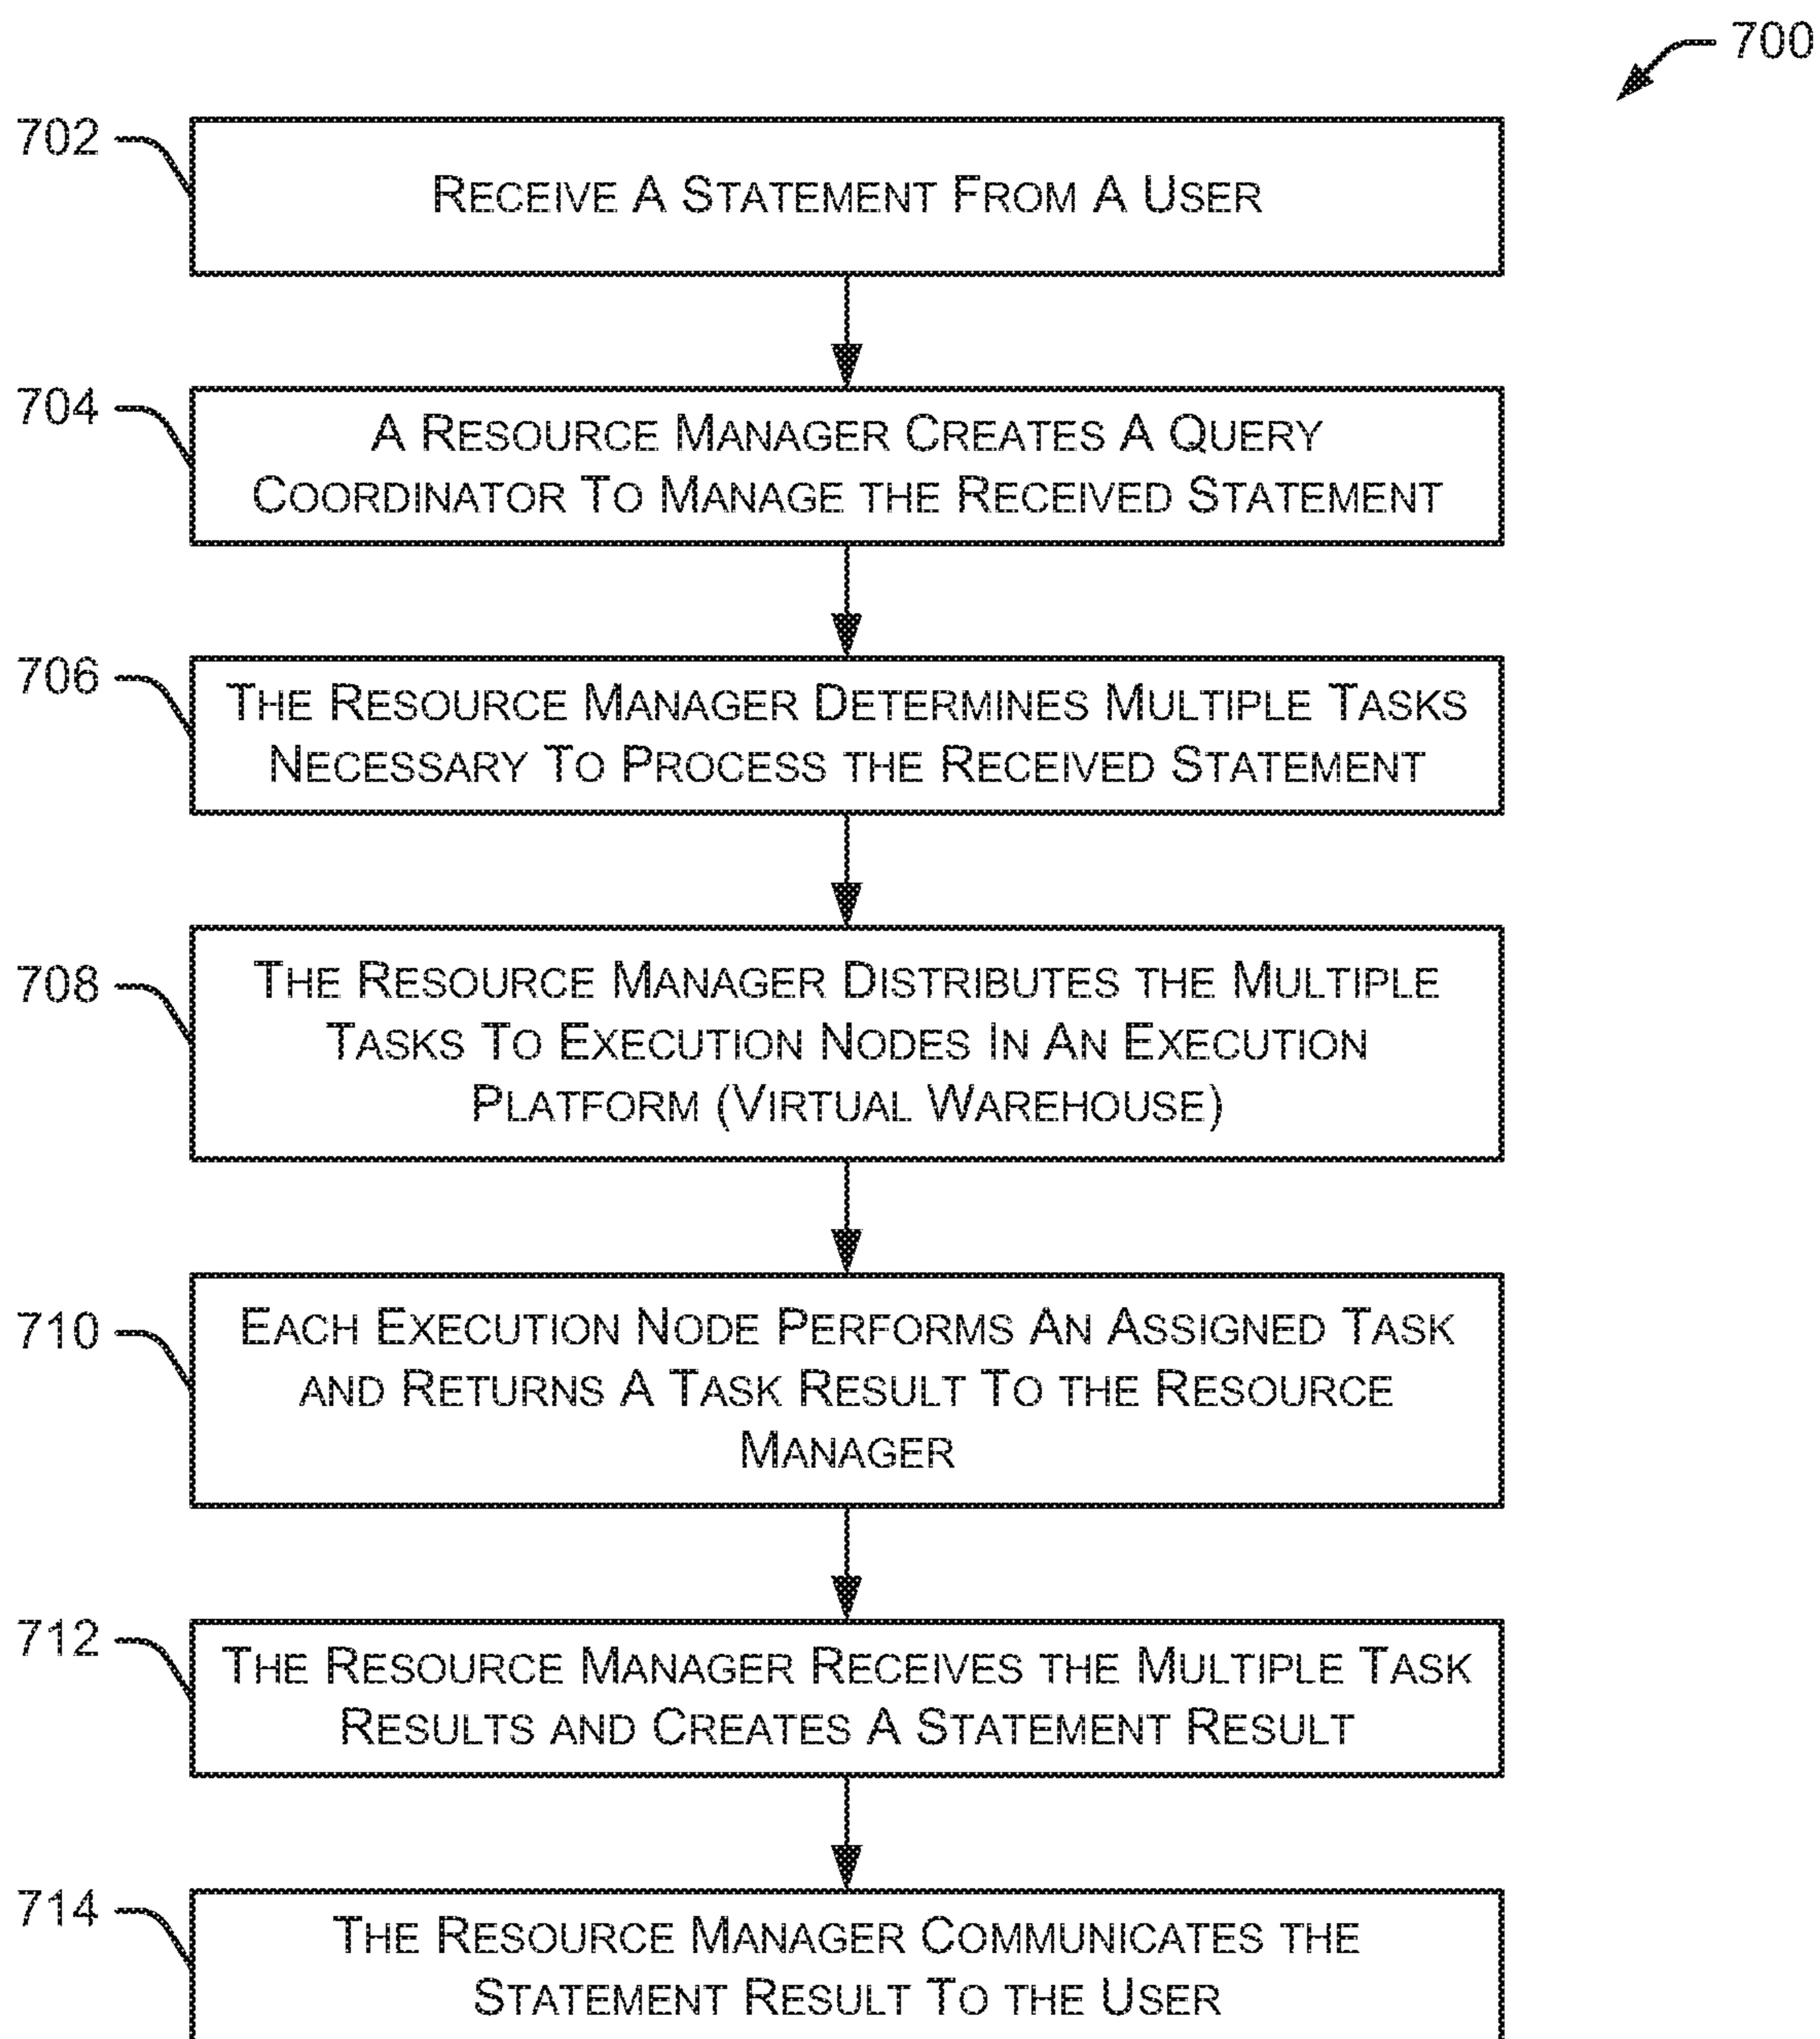 700
702
RECEIVE A STATEMENT FROM A USER
704
A RESOURCE MANAGER CREATES A QUERY
COORDINATOR TO MANAGE THE RECEIVED STATEMENT
706
THE RESOURCE MANAGER DETERMINES MULTIPLE TASKS
NECESSARY TO PROCESS THE RECEIVED STATEMENT
708
THE RESOURCE MANAGER DISTRIBUTES THE MULTIPLE
TASKS TO EXECUTION NODES IN AN EXECUTION
PLATFORM (VIRTUAL WAREHOUSE)
710
EACH EXECUTION NODE PERFORMS AN ASSIGNED TASK
AND RETURNS A TASK RESULT TO THE RESOURCE
MANAGER
712
THE RESOURCE MANAGER RECEIVES THE MULTIPLE TASK
RESULTS AND CREATES A STATEMENT RESULT
714
THE RESOURCE MANAGER COMMUNICATES THE
STATEMENT RESULT TO THE USER